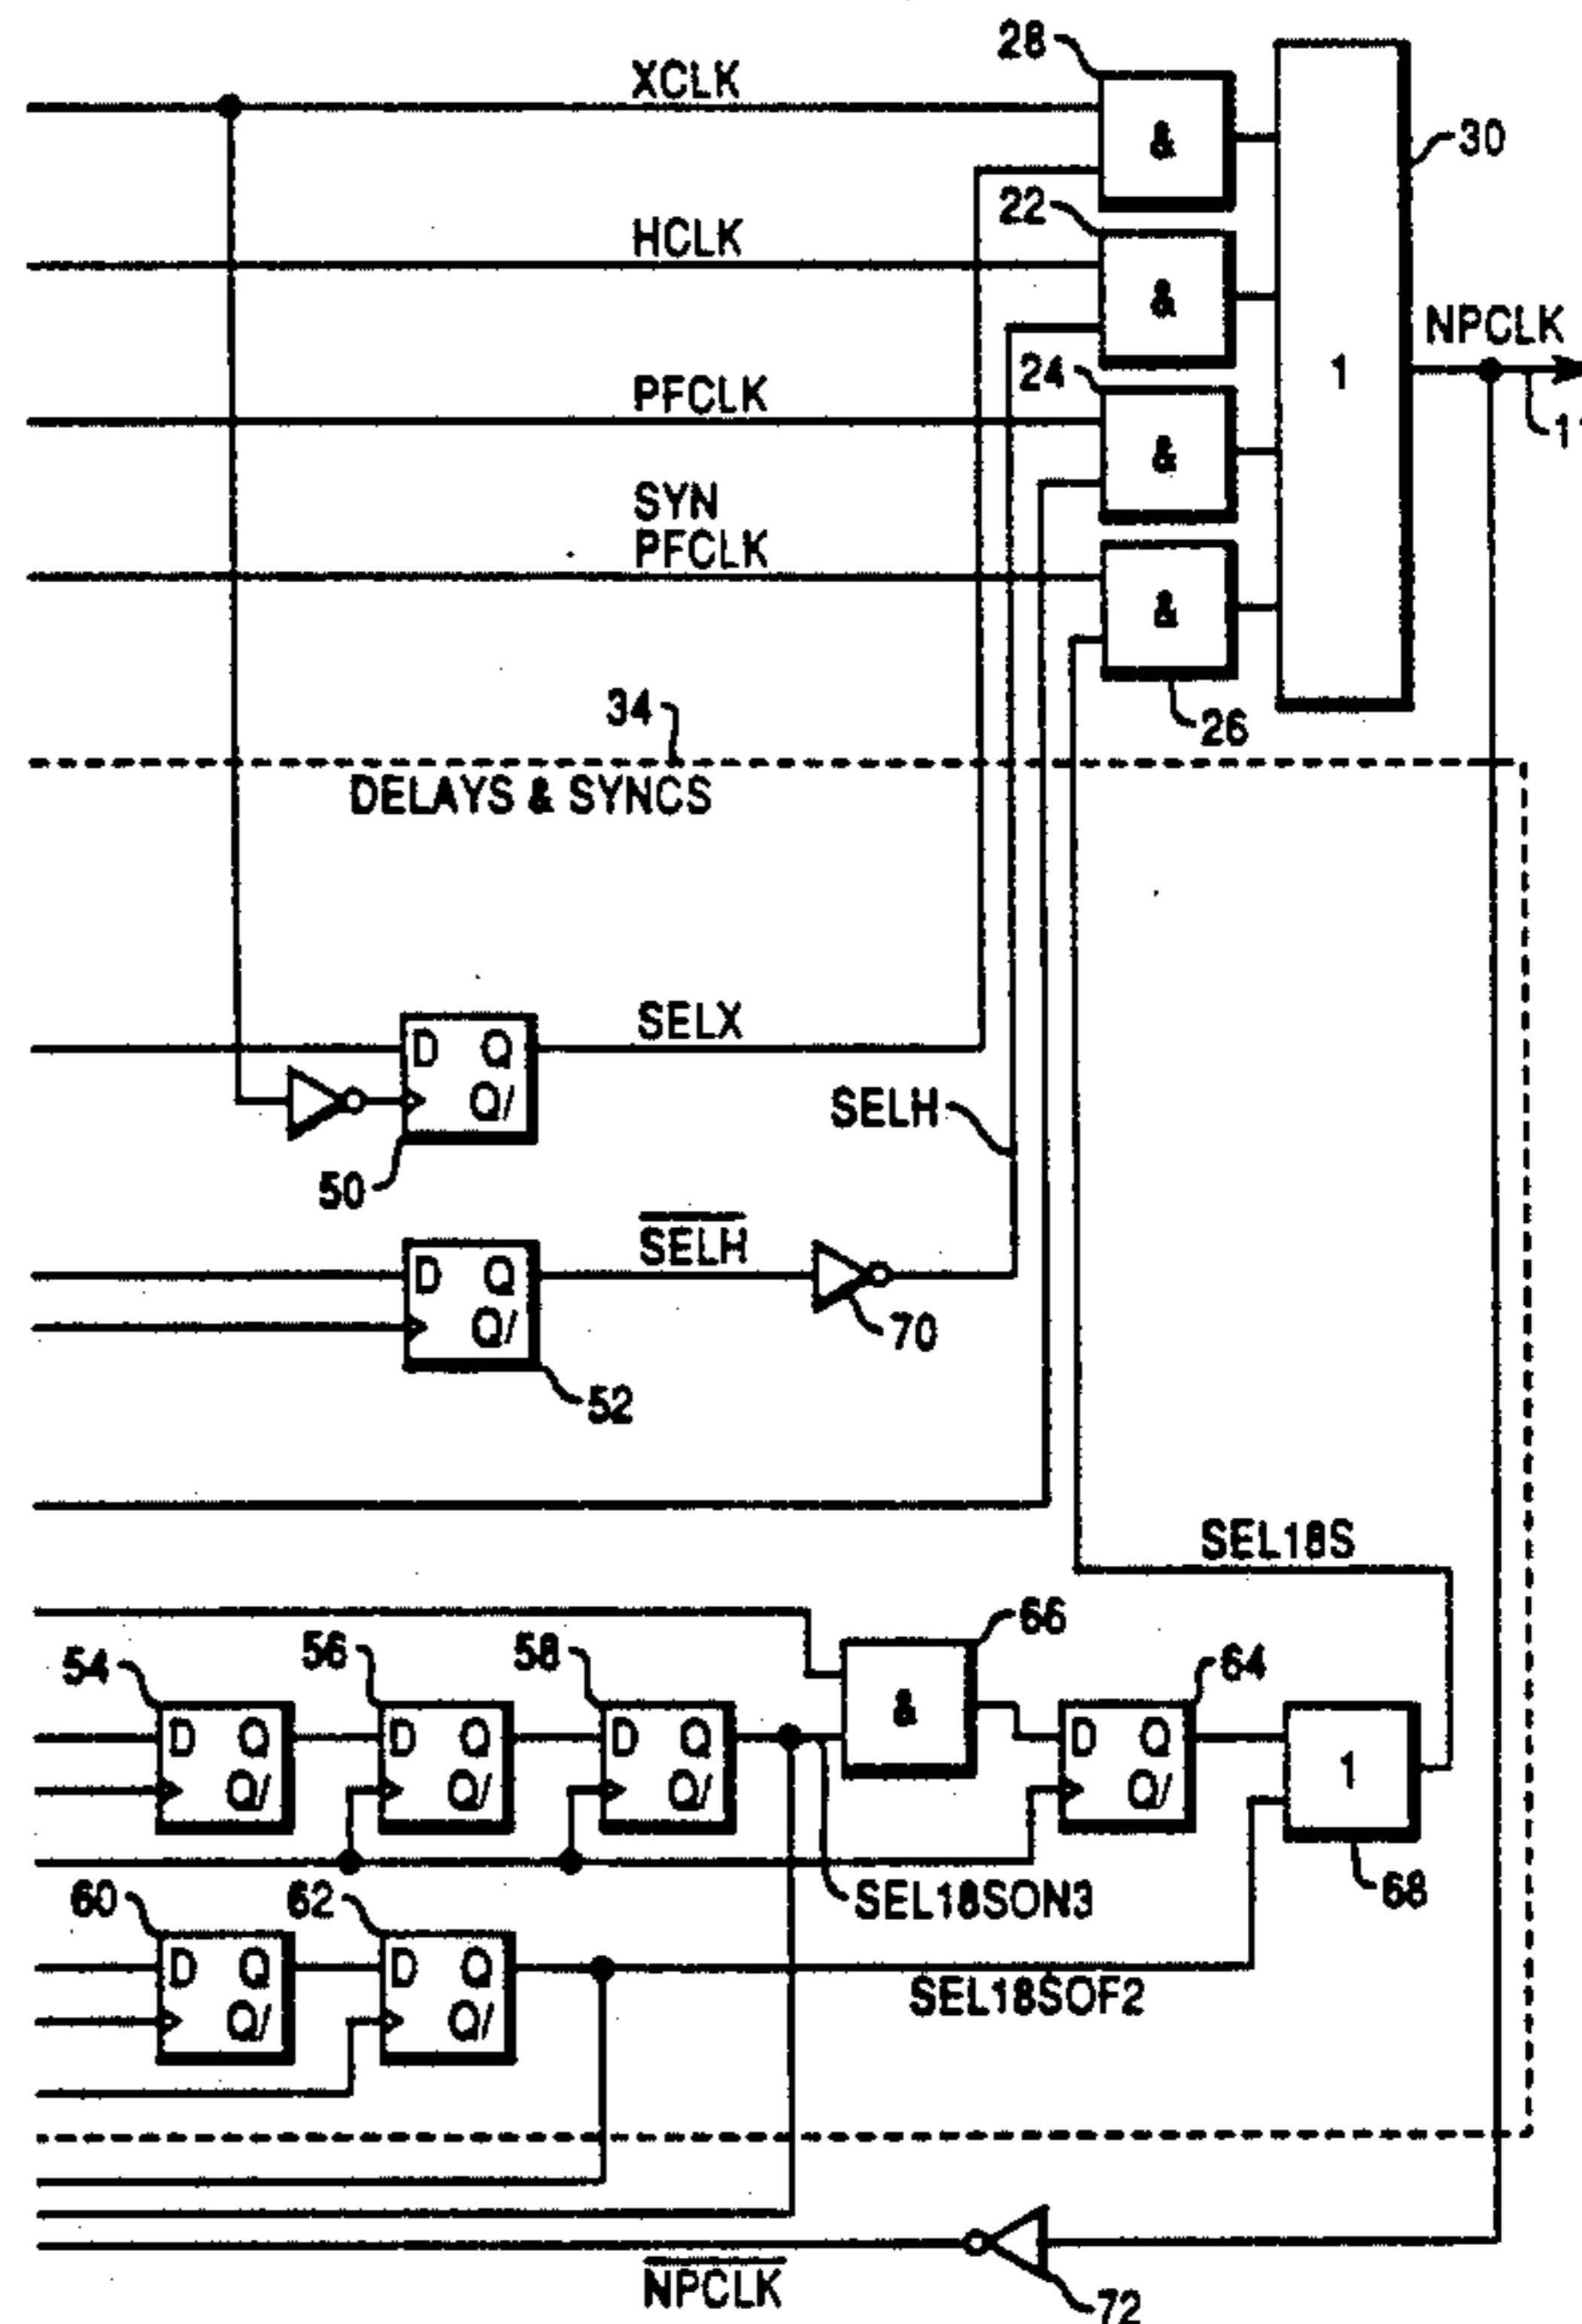 28
XCLK
&
30
22
HCLK
&
NPCLK
24
1
PFCLK
1
&
SYN
PFCLK
&
34
26
DELAYS & SYNCS
SELX
D Q
Q/
SELH
50
SELH
D Q
Q/
70
52
SEL18S
66
54
56
58
64
&
D Q
Q/
D Q
Q/
D Q
Q/
D Q
Q/
1
60
62
SEL18SON3
68
D Q
Q/
D Q
Q/
SEL18SOF2
NPCLK
72